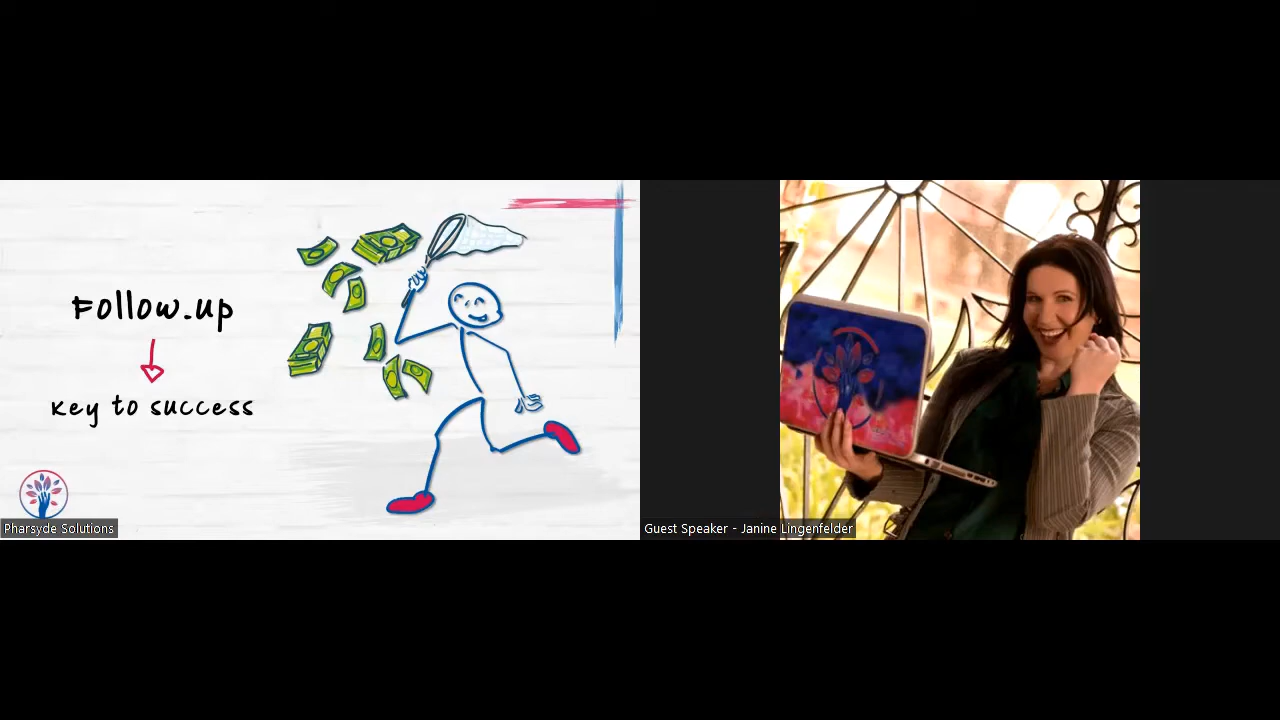 Follow.up
key to success
Pharsyde Solutions
Guest Speaker - Janine Lingenfelder